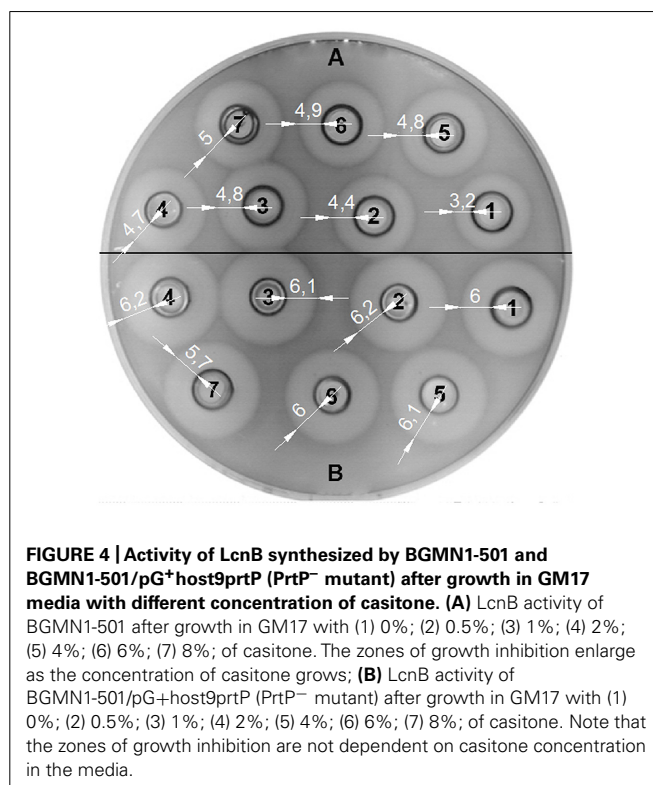 A
7 6 5
5 4,9 4,8
4 3 2 1
4,7 4,8 4,4 3,2
4 3 2 1
6,2 6,1 6,2 6
7 6 5
5,7 6 6,1
B
FIGURE 4 | Activity of LcnB synthesized by BGMN1-501 and
BGMN1-501/pG⁺host9prtP (PrtP⁻ mutant) after growth in GM17
media with different concentration of casitone. (A) LcnB activity of
BGMN1-501 after growth in GM17 with (1) 0%; (2) 0.5%; (3) 1%; (4) 2%;
(5) 4%; (6) 6%; (7) 8%; of casitone. The zones of growth inhibition enlarge
as the concentration of casitone grows; (B) LcnB activity of
BGMN1-501/pG+host9prtP (PrtP⁻ mutant) after growth in GM17 with (1)
0%; (2) 0.5%; (3) 1%; (4) 2%; (5) 4%; (6) 6%; (7) 8%; of casitone. Note that
the zones of growth inhibition are not dependent on casitone concentration
in the media.